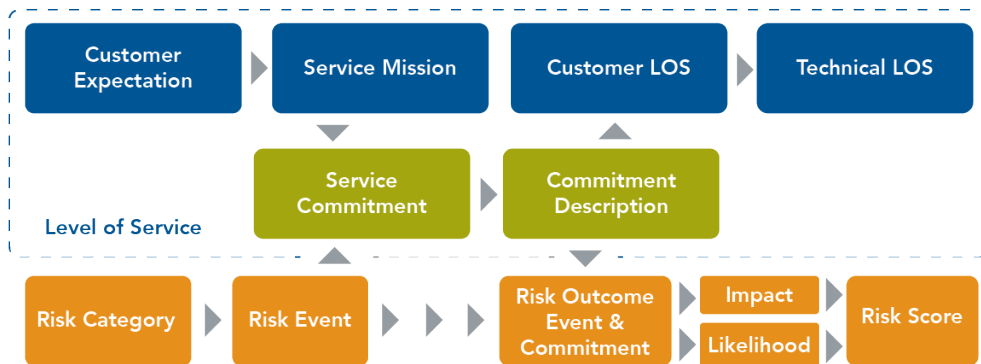 Customer
Expectation
Service Mission
Customer LOS
Technical LOS
Service
Commitment
Commitment
Description
Level of Service
Risk Category
Risk Event
Risk Outcome
Event &
Commitment
Impact
Likelihood
Risk Score